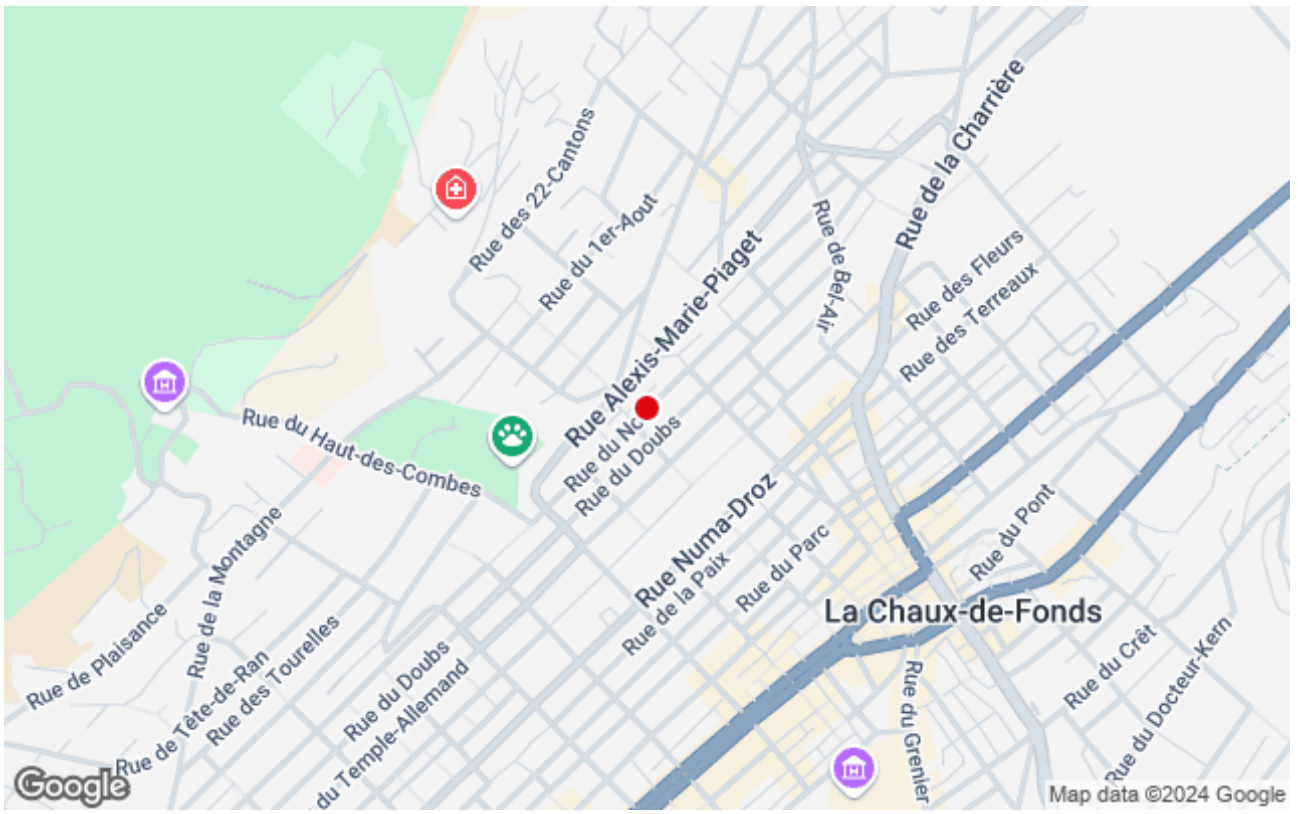 Rue de la Charrière
Rue des 22-Cantons
Rue du 1er-Aout
Rue Alexis-Marie-Piaget
Rue de Bel-Air
Rue des Fleurs
Rue des Terreaux
Rue du Haut-des-Combes
Rue du No
Rue du Doubs
Rue Numa-Droz
Rue de la Paix
Rue du Parc
Rue du Pont
La Chaux-de-Fonds
Rue de la Montagne
Rue de Plaisance
Rue de Tête-de-Ran
Rue des Tourelles
Rue du Doubs
du Temple-Allemand
Rue du Crêt
Rue du Docteur-Kern
Rue du Grenier
Google
Map data ©2024 Google